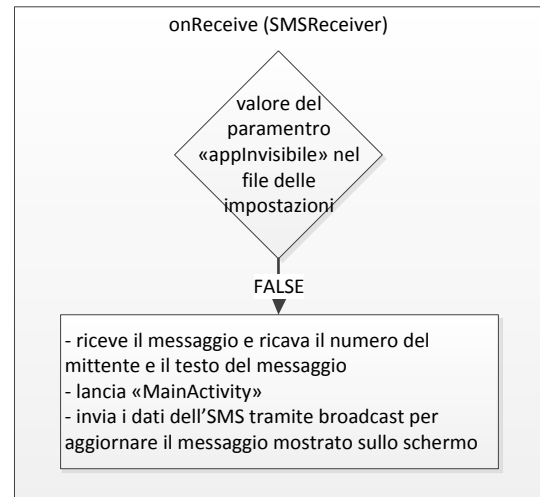 onReceive (SMSReceiver)
valore del
paramentro
«appInvisibile» nel
file delle
impostazioni
FALSE
- riceve il messaggio e ricava il numero del
mittente e il testo del messaggio
- lancia «MainActivity»
- invia i dati dell’SMS tramite broadcast per
aggiornare il messaggio mostrato sullo schermo